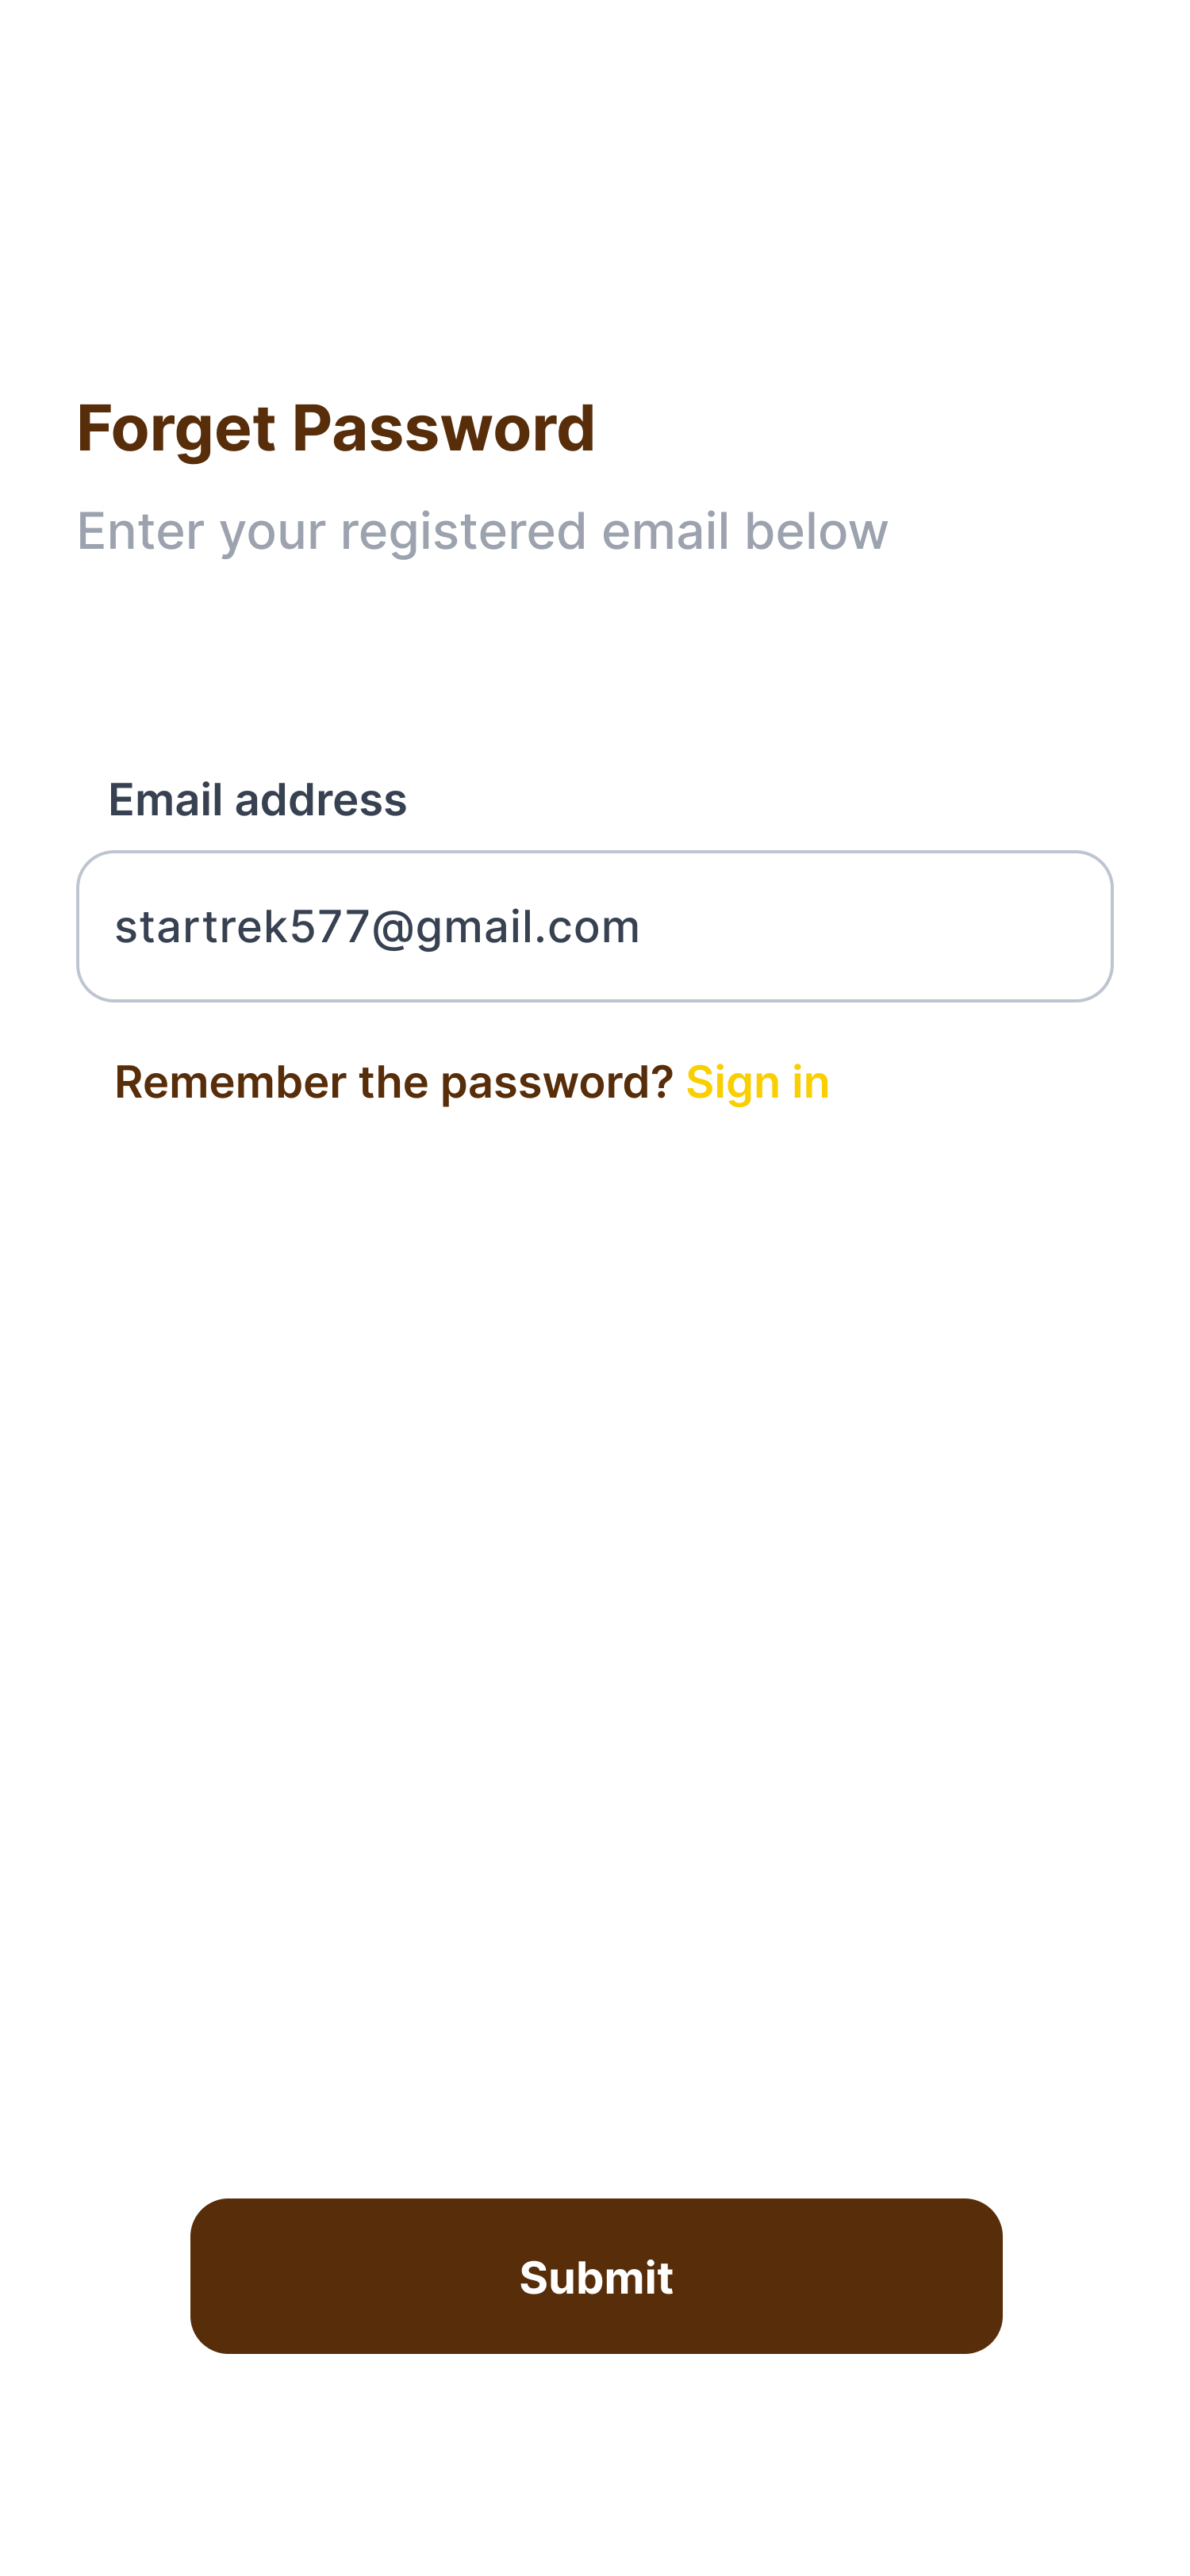 Forget Password
Enter your registered email below
Email address
startrek577@gmail.com
Remember the password? Sign in
Submit